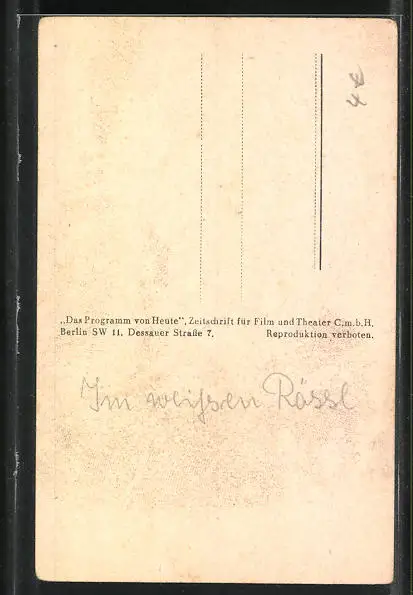 „Das Programm von Heute“, Zeitschrift für Film und Theater G.m.b.H.
Berlin SW 11, Dessauer Straße 7. Reproduktion verboten.
Im weißen Rössl